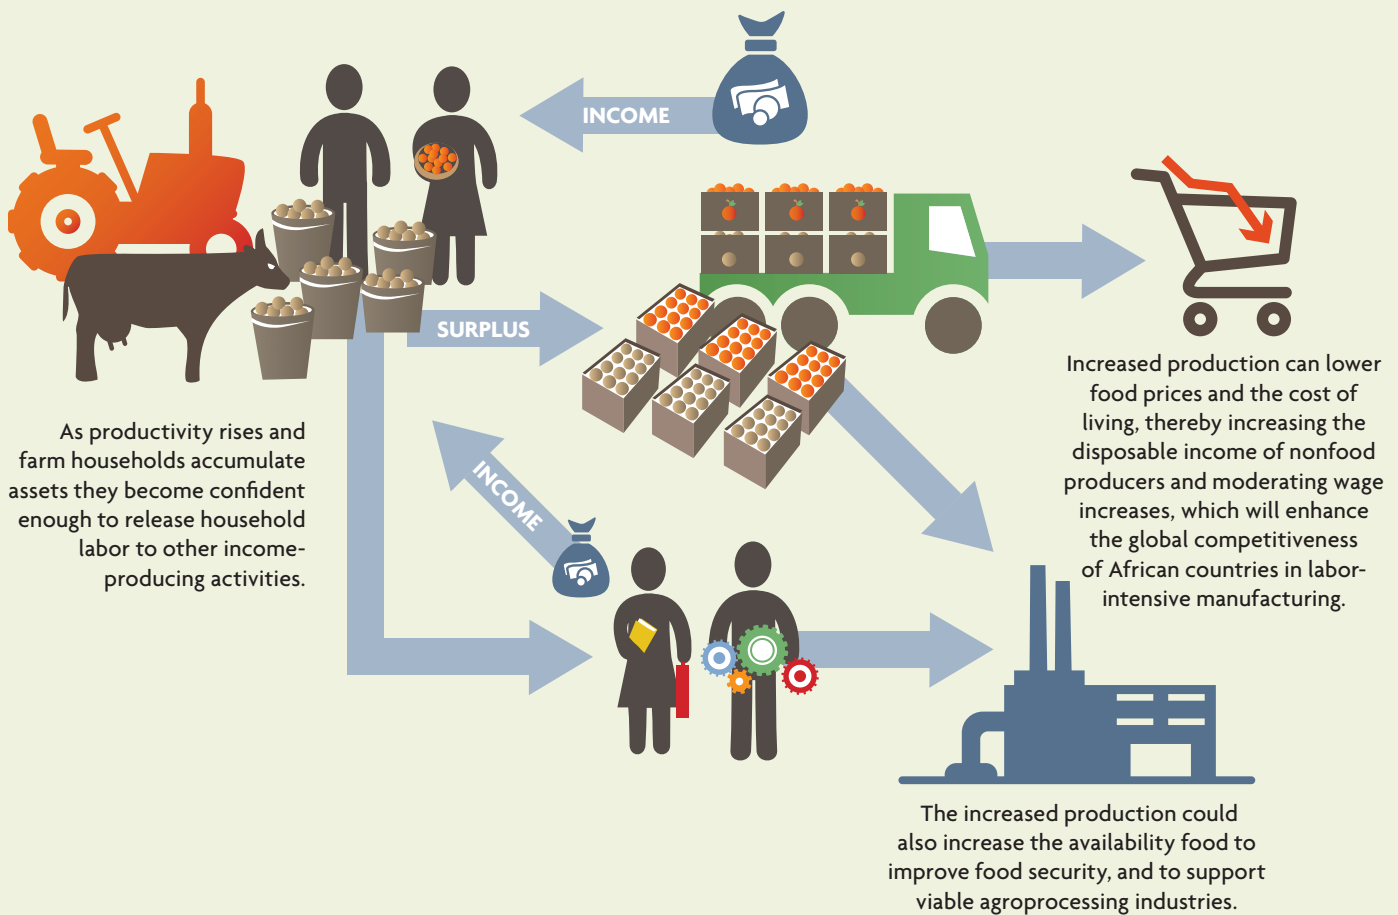 INCOME
SURPLUS
As productivity rises and
farm households accumulate
assets they become confident
enough to release household
labor to other income-
producing activities.
INCOME
Increased production can lower
food prices and the cost of
living, thereby increasing the
disposable income of nonfood
producers and moderating wage
increases, which will enhance
the global competitiveness
of African countries in labor-
intensive manufacturing.
The increased production could
also increase the availability food to
improve food security, and to support
viable agroprocessing industries.